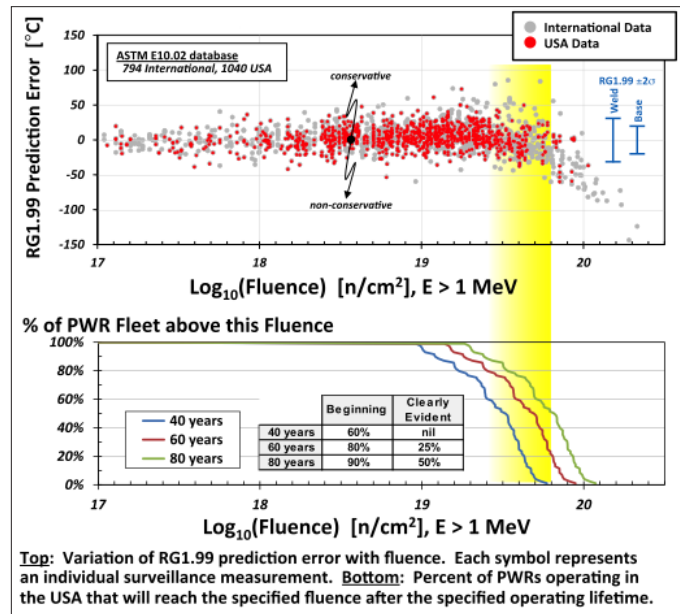 International Data
USA Data
RG1.99 Prediction Error [°C]
150
100
50
0
-50
-100
-150
ASTM E10.02 database
794 International, 1040 USA
conservative
non-conservative
RG1.99 ±2σ
Weld
Base
17
18
19
20
Log10(Fluence) [n/cm2], E > 1 MeV
% of PWR Fleet above this Fluence
100%
80%
60%
40%
20%
0%
40 years
60 years
80 years
Beginning Clearly Evident
40 years 60% nil
60 years 80% 25%
80 years 90% 50%
17
18
19
20
Log10(Fluence) [n/cm2], E > 1 MeV
Top: Variation of RG1.99 prediction error with fluence. Each symbol represents
an individual surveillance measurement. Bottom: Percent of PWRs operating in
the USA that will reach the specified fluence after the specified operating lifetime.